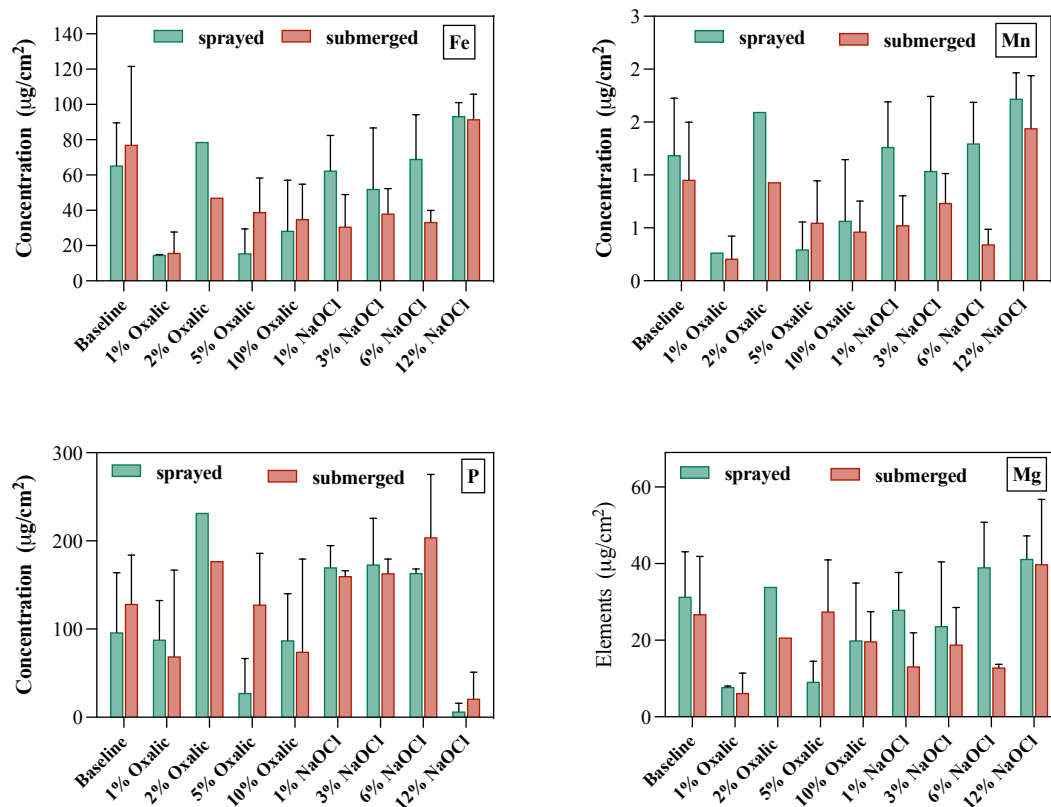 sprayed submerged Fe
Concentration (µg/cm²)
140
120
100
80
60
40
20
0
Baseline
1% Oxalic
2% Oxalic
5% Oxalic
10% Oxalic
1% NaOCl
3% NaOCl
6% NaOCl
12% NaOCl
sprayed submerged Mn
Concentration (µg/cm²)
3
2
2
1
1
0
Baseline
1% Oxalic
2% Oxalic
5% Oxalic
10% Oxalic
1% NaOCl
3% NaOCl
6% NaOCl
12% NaOCl
sprayed submerged P
Concentration (µg/cm²)
300
200
100
0
Baseline
1% Oxalic
2% Oxalic
5% Oxalic
10% Oxalic
1% NaOCl
3% NaOCl
6% NaOCl
12% NaOCl
sprayed submerged Mg
Elements (µg/cm²)
60
40
20
0
Baseline
1% Oxalic
2% Oxalic
5% Oxalic
10% Oxalic
1% NaOCl
3% NaOCl
6% NaOCl
12% NaOCl